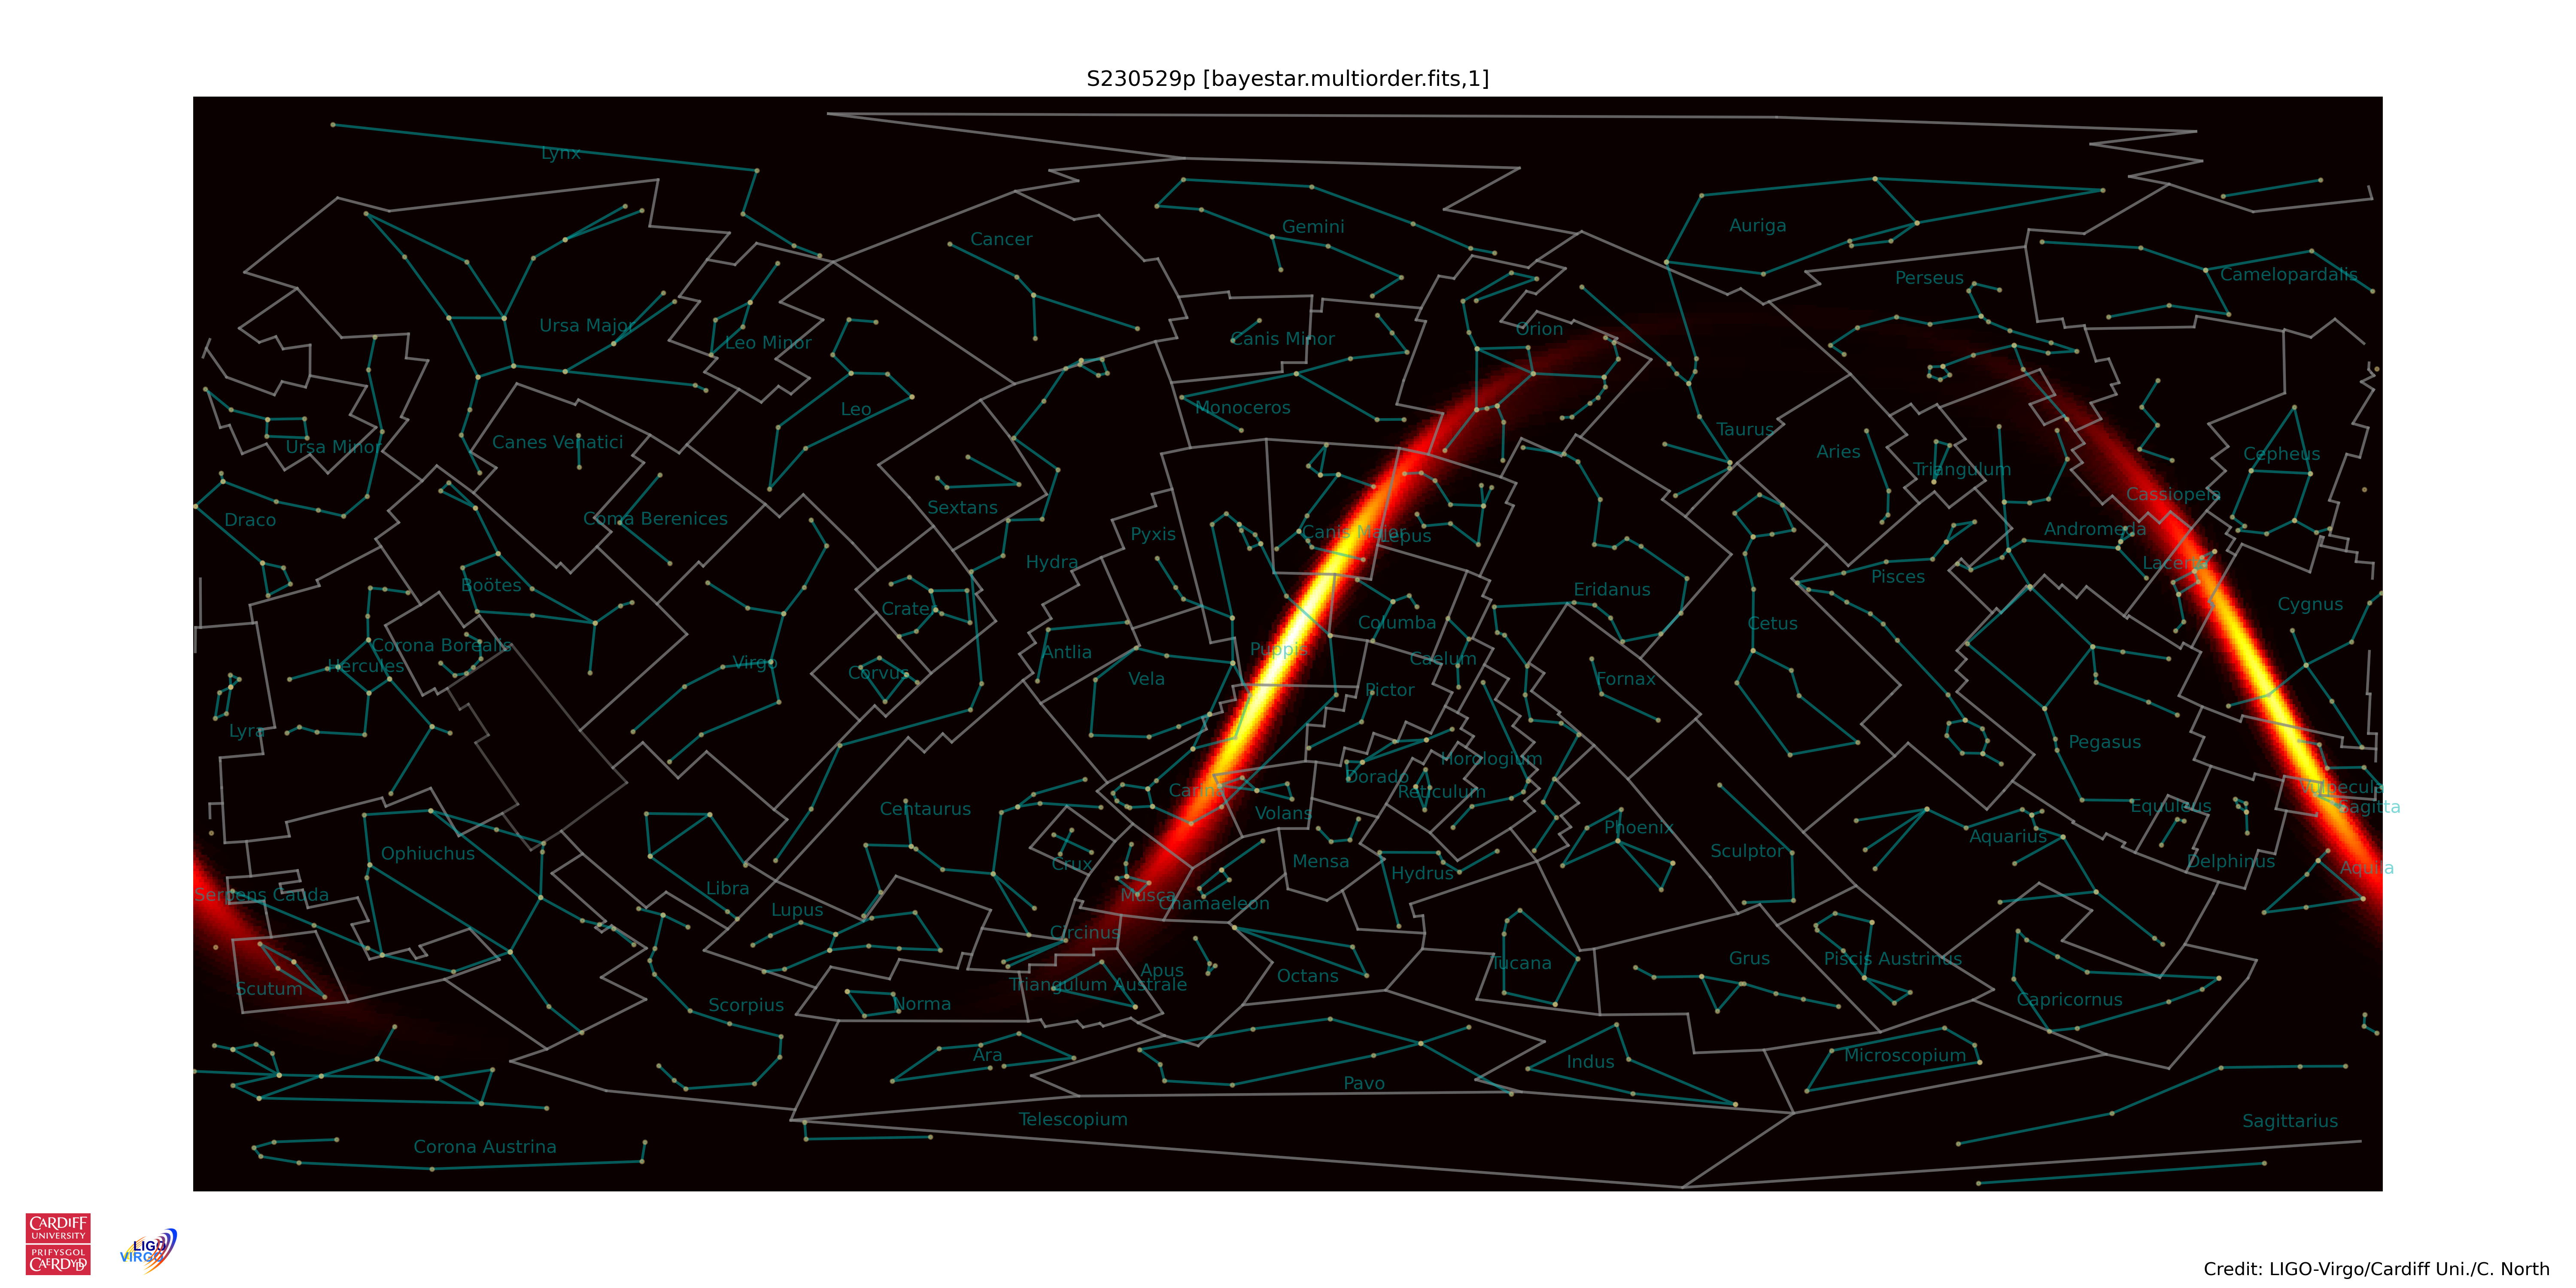 S230529p [bayestar.multiorder.fits,1]
Lynx
Gemini
Auriga
Cancer
Perseus
Camelopardalis
Ursa Major
Leo Minor
Canis Minor
Orion
Leo
Monoceros
Taurus
Ursa Minor
Canes Venatici
Aries
Triangulum
Cepheus
Cassiopeia
Draco
Coma Berenices
Sextans
Pyxis
Canis Major
Lepus
Andromeda
Hydra
Lacerta
Boötes
Crater
Eridanus
Pisces
Cygnus
Columba
Cetus
Corona Borealis
Hercules
Virgo
Corvus
Antlia
Puppis
Caelum
Vela
Pictor
Fornax
Lyra
Pegasus
Horologium
Dorado
Reticulum
Carina
Vulpecula
Centaurus
Volans
Equuleus
Sagitta
Phoenix
Aquarius
Ophiuchus
Crux
Mensa
Sculptor
Delphinus
Aquila
Hydrus
Serpens Cauda
Libra
Musca
Chamaeleon
Lupus
Circinus
Apus
Octans
Tucana
Grus
Piscis Austrinus
Scutum
Triangulum Australe
Scorpius
Norma
Capricornus
Ara
Indus
Microscopium
Pavo
Telescopium
Sagittarius
Corona Austrina
CARDIFF
UNIVERSITY
PRIFYSGOL
CAERDYDD
LIGO
VIRGO
Credit: LIGO-Virgo/Cardiff Uni./C. North